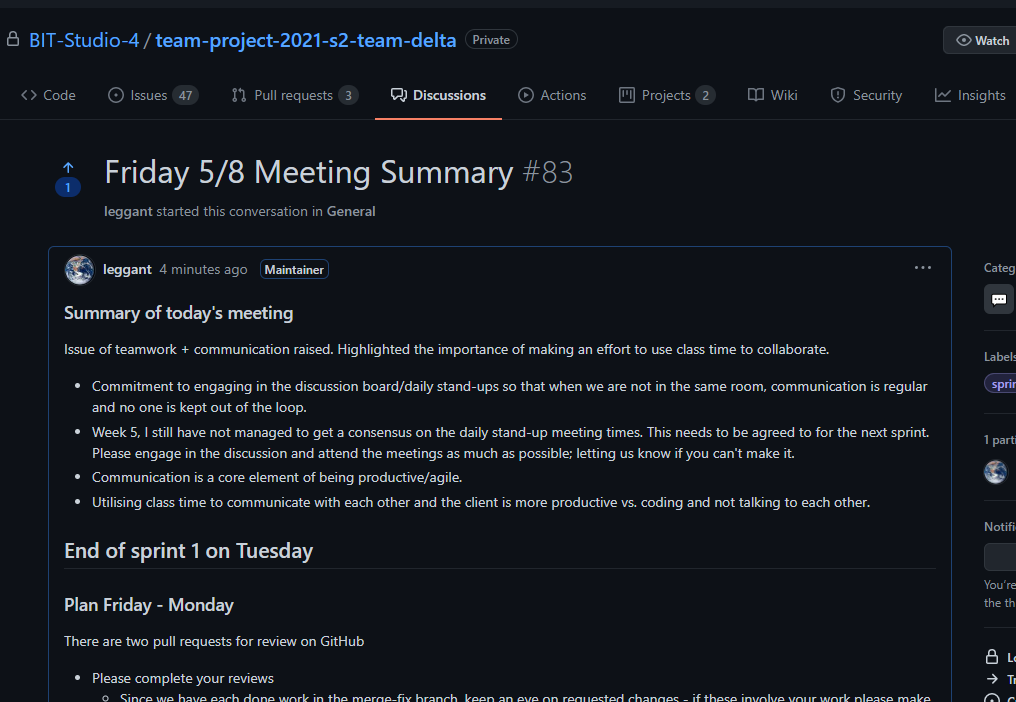 BIT-Studio-4 / team-project-2021-s2-team-delta Private
Watch
Code Issues 47 Pull requests 3 Discussions Actions Projects 2 Wiki Security Insights
1
Friday 5/8 Meeting Summary #83
leggant started this conversation in General
leggant 4 minutes ago Maintainer
Summary of today's meeting
Issue of teamwork + communication raised. Highlighted the importance of making an effort to use class time to collaborate.
Commitment to engaging in the discussion board/daily stand-ups so that when we are not in the same room, communication is regular
and no one is kept out of the loop.
Week 5, I still have not managed to get a consensus on the daily stand-up meeting times. This needs to be agreed to for the next sprint.
Please engage in the discussion and attend the meetings as much as possible; letting us know if you can't make it.
Communication is a core element of being productive/agile.
Utilising class time to communicate with each other and the client is more productive vs. coding and not talking to each other.
End of sprint 1 on Tuesday
Plan Friday - Monday
There are two pull requests for review on GitHub
Please complete your reviews
Since we have each done work in the merge-fix branch, keep an eye on requested changes - if these involve your work please make
Categ
Labels
sprin
1 parti
Notific
You're
the th